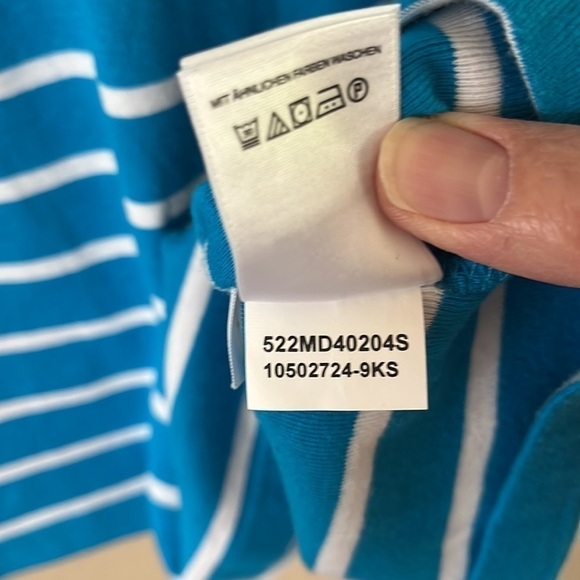 MIT ÄHNLICHEN FARBEN WASCHEN
P
522MD40204S
10502724-9KS